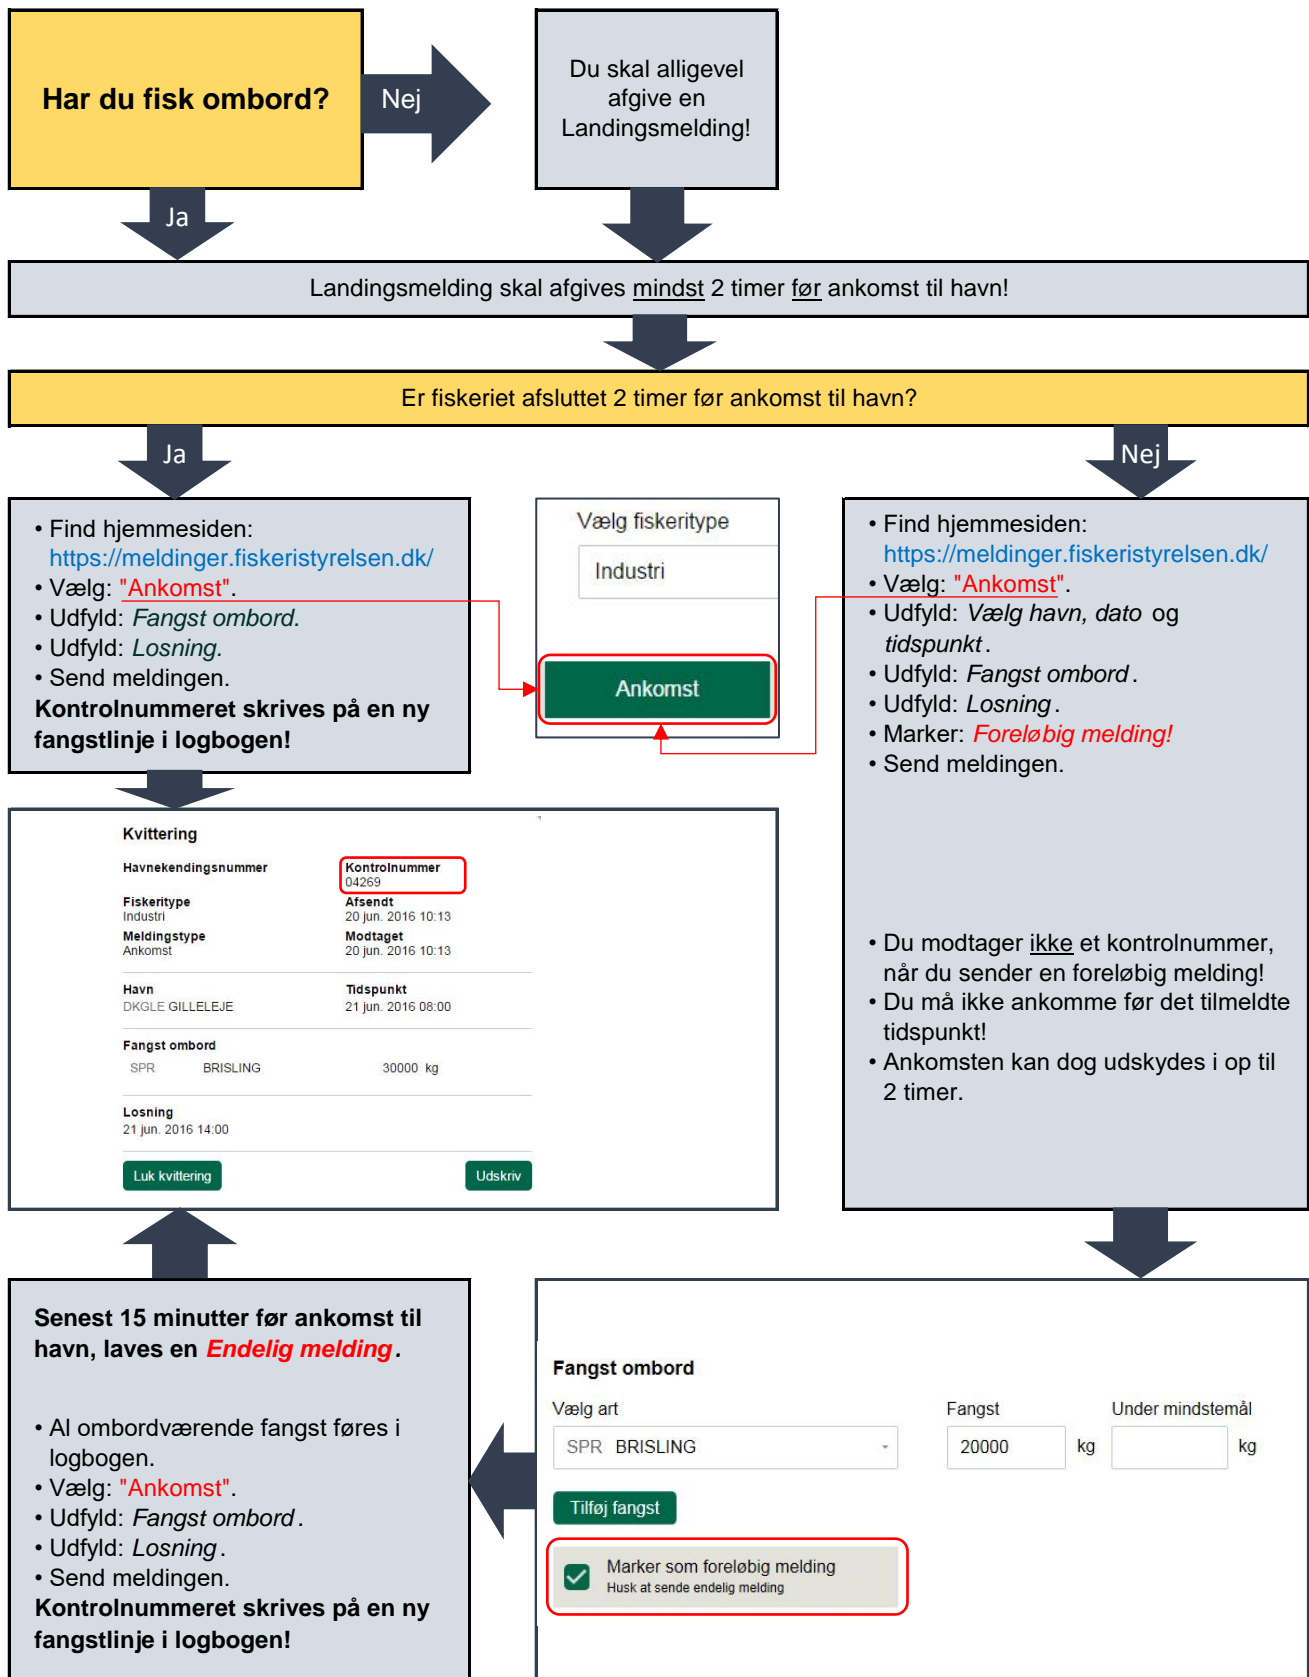 Har du fisk ombord?
Nej
Du skal alligevel
afgive en
Landingsmelding!
Ja
Landingsmelding skal afgives mindst 2 timer før ankomst til havn!
Er fiskeriet afsluttet 2 timer før ankomst til havn?
Ja
Nej
• Find hjemmesiden:
https://meldinger.fiskeristyrelsen.dk/
• Vælg: "Ankomst".
• Udfyld: Fangst ombord.
• Udfyld: Losning.
• Send meldingen.
Kontrolnummeret skrives på en ny
fangstlinje i logbogen!
Vælg fiskeritype
Industri
Ankomst
• Find hjemmesiden:
https://meldinger.fiskeristyrelsen.dk/
• Vælg: "Ankomst".
• Udfyld: Vælg havn, dato og
tidspunkt.
• Udfyld: Fangst ombord.
• Udfyld: Losning.
• Marker: Foreløbig melding!
• Send meldingen.
• Du modtager ikke et kontrolnummer,
når du sender en foreløbig melding!
• Du må ikke ankomme før det tilmeldte
tidspunkt!
• Ankomsten kan dog udskydes i op til
2 timer.
Kvittering
Havnekendingsnummer Kontrolnummer
04269
Fiskeritype Afsendt
Industri 20 jun. 2016 10:13
Meldingstype Modtaget
Ankomst 20 jun. 2016 10:13
Havn Tidspunkt
DKGLE GILLELEJE 21 jun. 2016 08:00
Fangst ombord
SPR BRISLING 30000 kg
Losning
21 jun. 2016 14:00
Luk kvittering Udskriv
Senest 15 minutter før ankomst til
havn, laves en Endelig melding.
• Al ombordværende fangst føres i
logbogen.
• Vælg: "Ankomst".
• Udfyld: Fangst ombord.
• Udfyld: Losning.
• Send meldingen.
Kontrolnummeret skrives på en ny
fangstlinje i logbogen!
Fangst ombord
Vælg art Fangst Under mindstemål
SPR BRISLING 20000 kg kg
Tilføj fangst
Marker som foreløbig melding
Husk at sende endelig melding